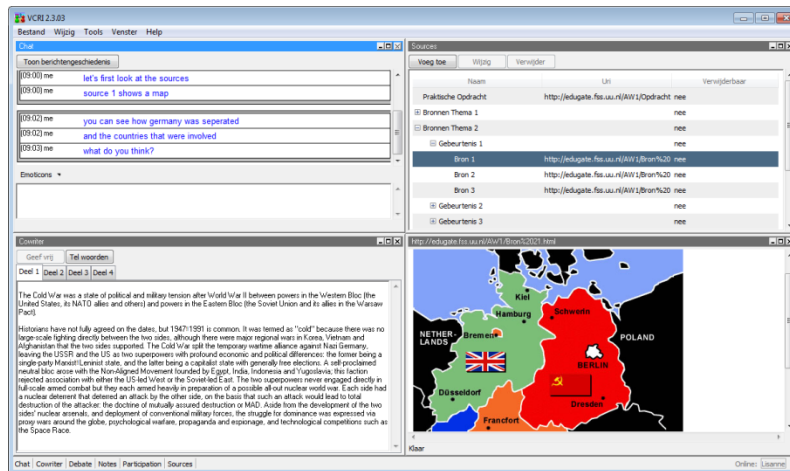 VCRI 2.3.03
Bestand Wijzig Tools Venster Help
Chat
Toon berichtengeschiedenis
(09:00) me let's first look at the sources
(09:00) me source 1 shows a map
(09:02) me you can see how germany was seperated
(09:02) me and the countries that were involved
(09:03) me what do you think?
Emoticons
Sources
Voeg toe Wijzig Verwijder
Naam Url Verwijderbaar
Praktische Opdracht http://edugate.fss.uu.nl/AW1/Opdracht nee
Bronnen Thema 1 nee
Bronnen Thema 2 nee
Gebeurtenis 1 nee
Bron 1 http://edugate.fss.uu.nl/AW1/Bron%20 nee
Bron 2 http://edugate.fss.uu.nl/AW1/Bron%20 nee
Bron 3 http://edugate.fss.uu.nl/AW1/Bron%20 nee
Gebeurtenis 2 nee
Gebeurtenis 3 nee
Cowriter
Geef vrij Tel woorden
Deel 1 Deel 2 Deel 3 Deel 4
The Cold War was a state of political and military tension after World War II between powers in the Western Bloc (the
United States, its NATO allies and others) and powers in the Eastern Bloc (the Soviet Union and its allies in the Warsaw
Pact).
Historians have not fully agreed on the dates, but 1947-1991 is common. It was termed as "cold" because there was no
large-scale fighting directly between the two sides, although there were major regional wars in Korea, Vietnam and
Afghanistan that the two sides supported. The Cold War split the temporary wartime alliance against Nazi Germany,
leaving the USSR and the US as two superpowers with profound economic and political differences: the former being a
single-party Marxist-Leninist state, and the latter being a capitalist state with generally free elections. A self-proclaimed
neutral bloc arose with the Non-Aligned Movement founded by Egypt, India, Indonesia and Yugoslavia; this faction
rejected association with either the US-led West or the Soviet-led East. The two superpowers never engaged directly in
full-scale armed combat but they each armed heavily in preparation of a possible all-out nuclear world war. Each side had
a nuclear deterrent that deterred an attack by the other side, on the basis that such an attack would lead to total
destruction of the attacker: the doctrine of mutually assured destruction or MAD. Aside from the development of the two
sides' nuclear arsenals, and deployment of conventional military forces, the struggle for dominance was expressed via
proxy wars around the globe, psychological warfare, propaganda and espionage, and technological competitions such as
the Space Race.
http://edugate.fss.uu.nl/AW1/Bron%2021.html
Kiel
Hamburg
Schwerin
NETHER-
LANDS
Bremen
POLAND
BERLIN
Düsseldorf
Dresden
Francfort
Klaar
Chat Cowriter Debate Notes Participation Sources
Online: Lisanne